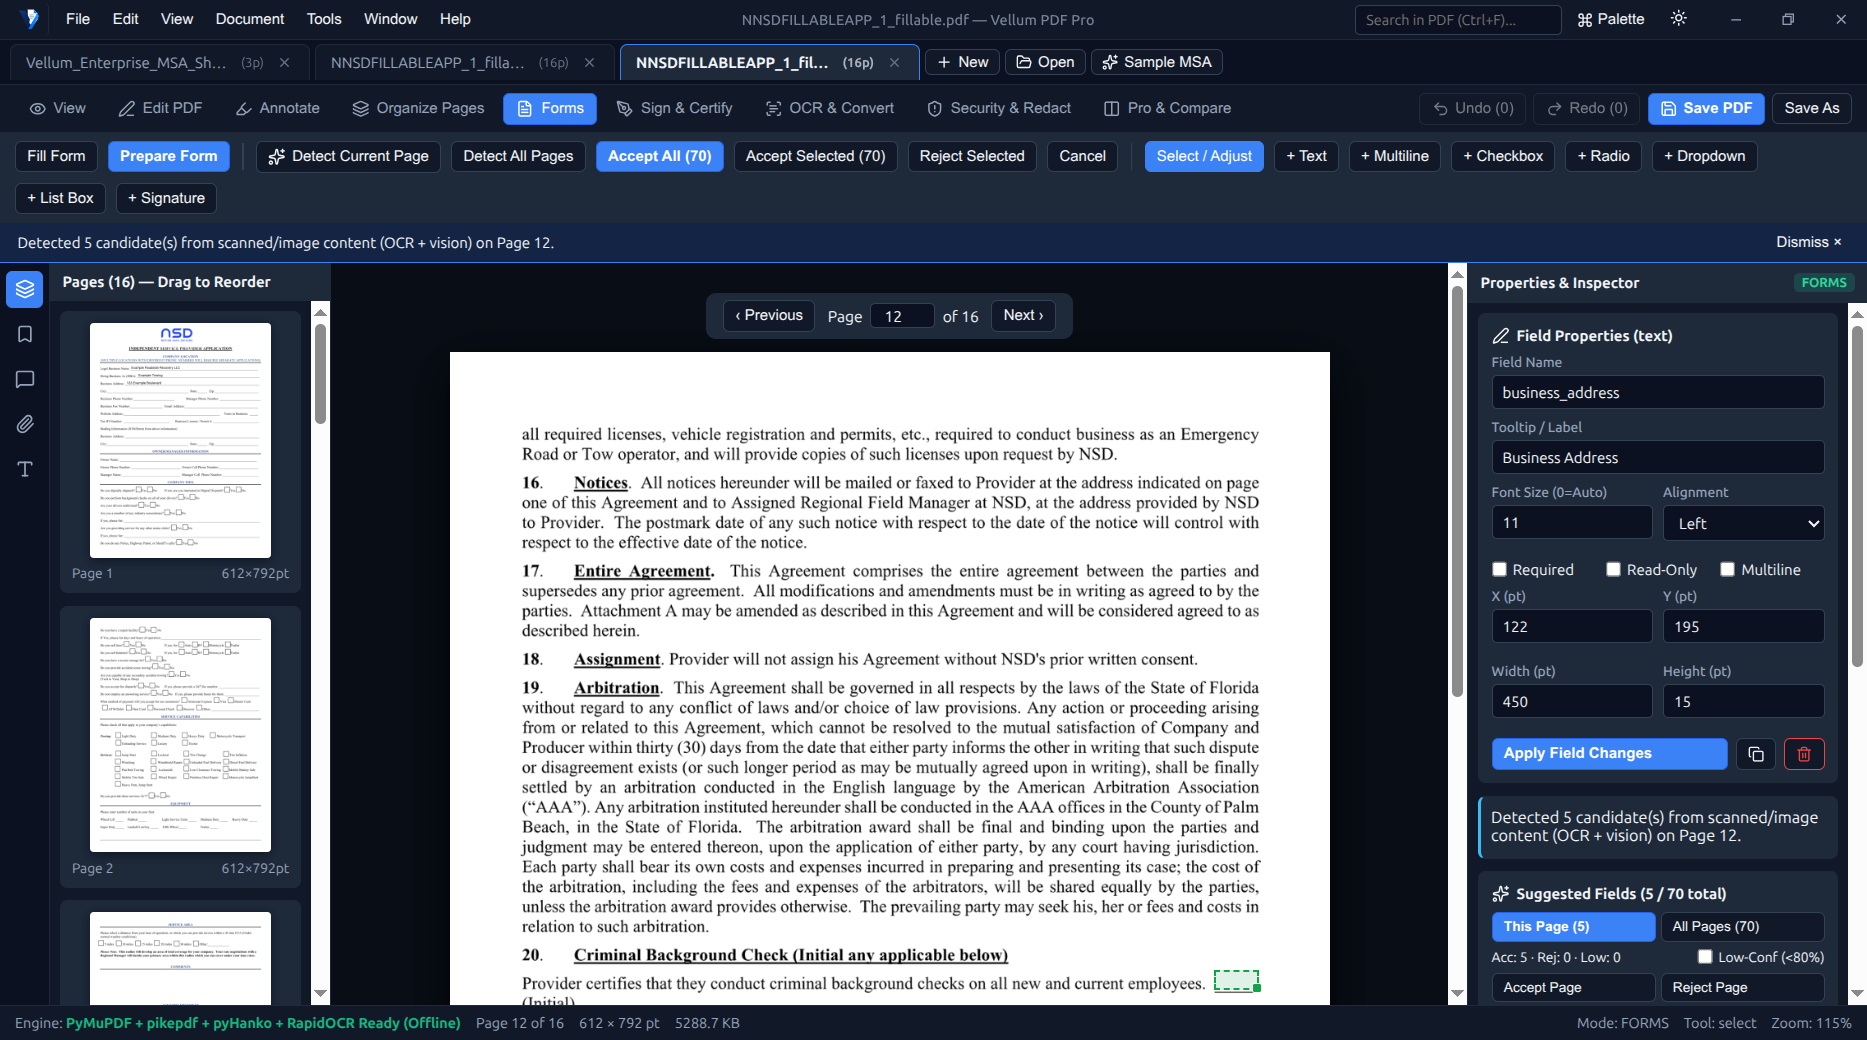 File Edit View Document Tools Window Help
NNSDFILLABLEAPP_1_fillable.pdf — Vellum PDF Pro
Search in PDF (Ctrl+F)...
⌘ Palette
Vellum_Enterprise_MSA_Sh... (3p) ×
NNSDFILLABLEAPP_1_filla... (16p) ×
NNSDFILLABLEAPP_1_fil... (16p) ×
+ New
Open
Sample MSA
View
Edit PDF
Annotate
Organize Pages
Forms
Sign & Certify
OCR & Convert
Security & Redact
Pro & Compare
Undo (0)
Redo (0)
Save PDF
Save As
Fill Form
Prepare Form
Detect Current Page
Detect All Pages
Accept All (70)
Accept Selected (70)
Reject Selected
Cancel
Select / Adjust
+ Text
+ Multiline
+ Checkbox
+ Radio
+ Dropdown
+ List Box
+ Signature
Detected 5 candidate(s) from scanned/image content (OCR + vision) on Page 12.
Dismiss ×
Pages (16) — Drag to Reorder
nsd
INDEPENDENT SERVICE PROVIDER APPLICATION
Page 1 612×792pt
Page 2 612×792pt
‹ Previous Page 12 of 16 Next ›
all required licenses, vehicle registration and permits, etc., required to conduct business as an Emergency
Road or Tow operator, and will provide copies of such licenses upon request by NSD.
16. Notices. All notices hereunder will be mailed or faxed to Provider at the address indicated on page
one of this Agreement and to Assigned Regional Field Manager at NSD, at the address provided by NSD
to Provider. The postmark date of any such notice with respect to the date of the notice will control with
respect to the effective date of the notice.
17. Entire Agreement. This Agreement comprises the entire agreement between the parties and
supersedes any prior agreement. All modifications and amendments must be in writing as agreed to by the
parties. Attachment A may be amended as described in this Agreement and will be considered agreed to as
described herein.
18. Assignment. Provider will not assign his Agreement without NSD's prior written consent.
19. Arbitration. This Agreement shall be governed in all respects by the laws of the State of Florida
without regard to any conflict of laws and/or choice of law provisions. Any action or proceeding arising
from or related to this Agreement, which cannot be resolved to the mutual satisfaction of Company and
Producer within thirty (30) days from the date that either party informs the other in writing that such dispute
or disagreement exists (or such longer period as may be mutually agreed upon in writing), shall be finally
settled by an arbitration conducted in the English language by the American Arbitration Association
(“AAA”). Any arbitration instituted hereunder shall be conducted in the AAA offices in the County of Palm
Beach, in the State of Florida. The arbitration award shall be final and binding upon the parties and
judgment may be entered thereon, upon the application of either party, by any court having jurisdiction.
Each party shall bear its own costs and expenses incurred in preparing and presenting its case; the cost of
the arbitration, including the fees and expenses of the arbitrators, will be shared equally by the parties,
unless the arbitration award provides otherwise. The prevailing party may seek his, her or fees and costs in
relation to such arbitration.
20. Criminal Background Check (Initial any applicable below)
Provider certifies that they conduct criminal background checks on all new and current employees.
(Initial)
Properties & Inspector
FORMS
Field Properties (text)
Field Name
business_address
Tooltip / Label
Business Address
Font Size (0=Auto) Alignment
11 Left
Required Read-Only Multiline
X (pt) Y (pt)
122 195
Width (pt) Height (pt)
450 15
Apply Field Changes
Detected 5 candidate(s) from scanned/image
content (OCR + vision) on Page 12.
Suggested Fields (5 / 70 total)
This Page (5) All Pages (70)
Acc: 5 · Rej: 0 · Low: 0 Low-Conf (<80%)
Accept Page Reject Page
Engine: PyMuPDF + pikepdf + pyHanko + RapidOCR Ready (Offline) Page 12 of 16 612 × 792 pt 5288.7 KB
Mode: FORMS Tool: select Zoom: 115%